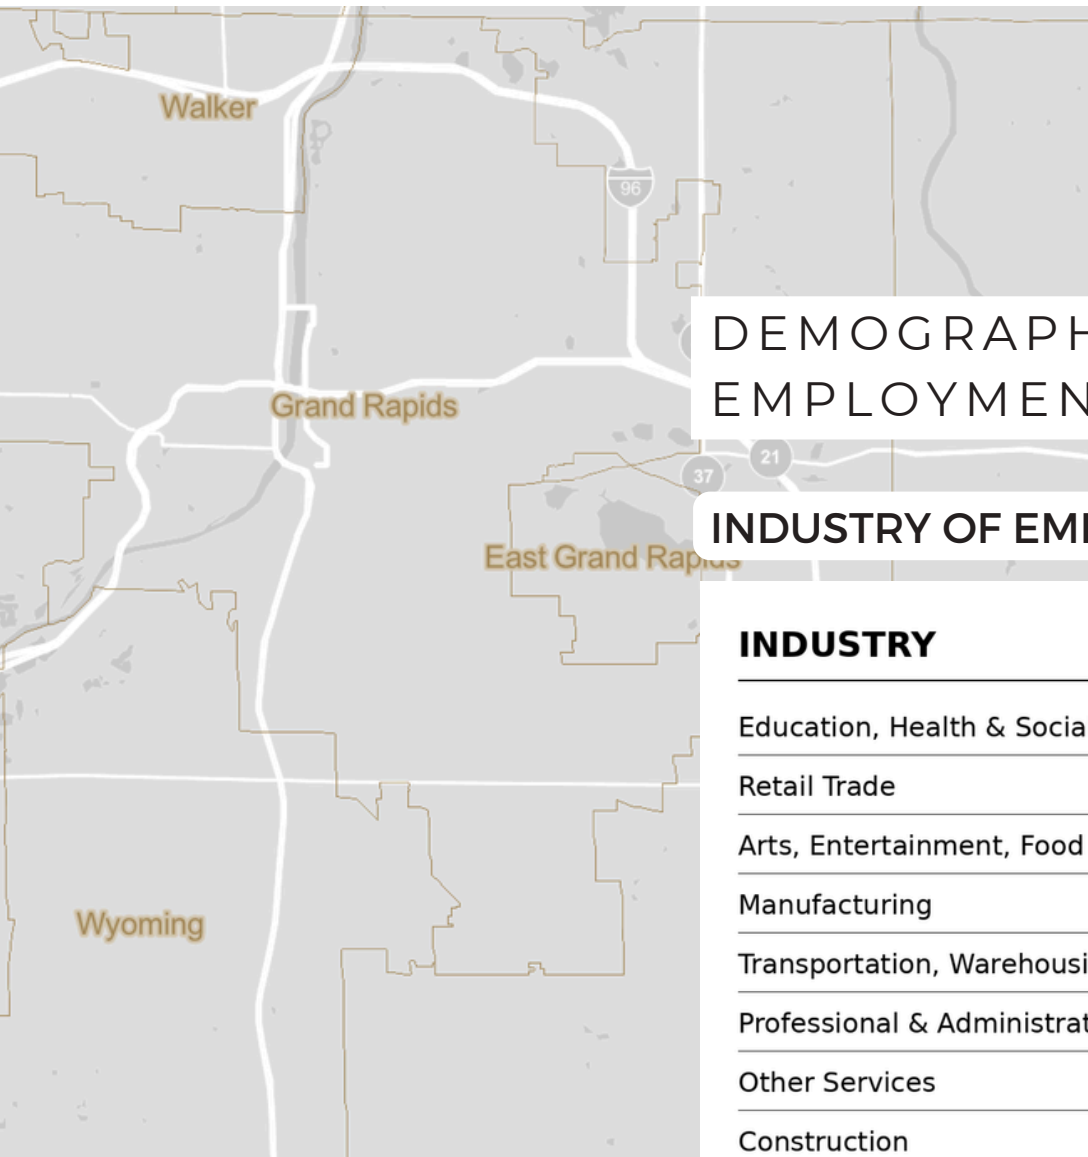 Walker
96
Grand Rapids
37
21
East Grand Rapids
Wyoming
DEMOGRAPH
EMPLOYMEN
INDUSTRY OF EM
INDUSTRY
Education, Health & Socia
Retail Trade
Arts, Entertainment, Food
Manufacturing
Transportation, Warehousi
Professional & Administrat
Other Services
Construction